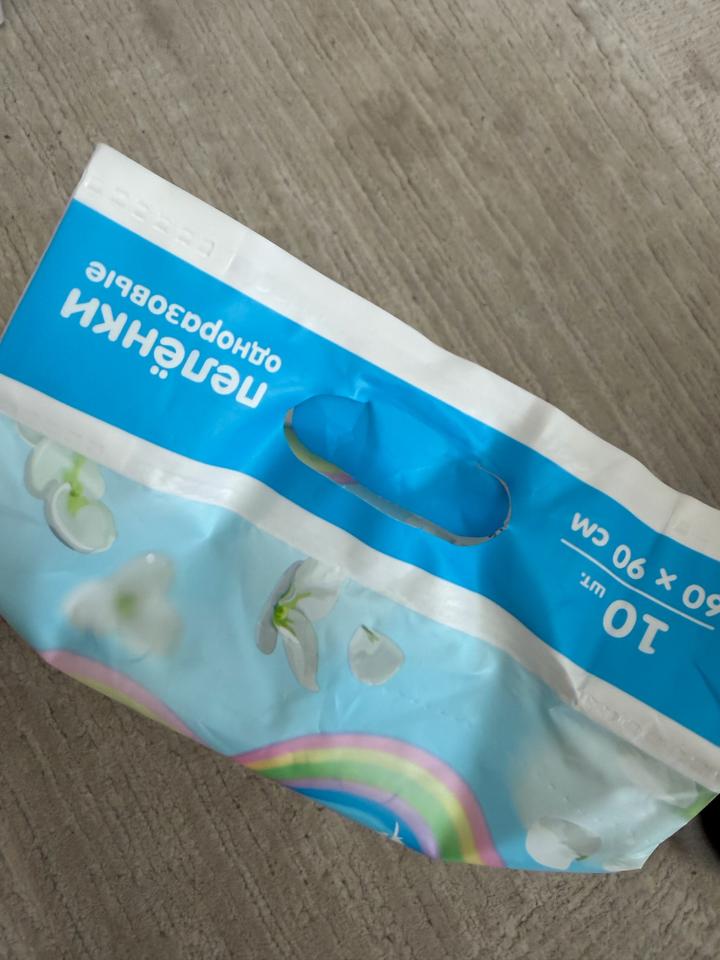 пелёнки
одноразовые
10 шт.
60 x 90 см